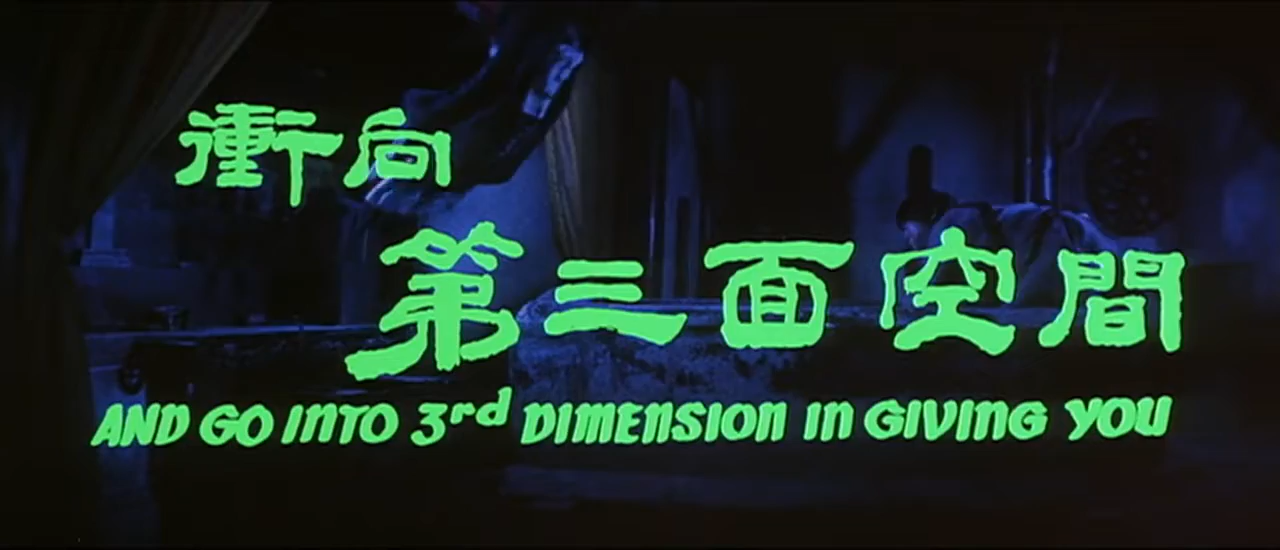 衝向
第三面空間
AND GO INTO 3rd DIMENSION IN GIVING YOU